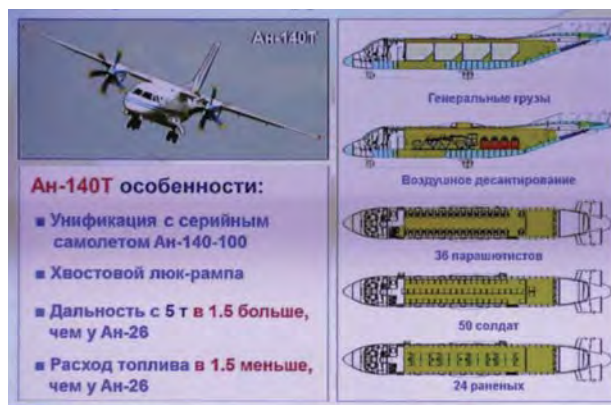 Ан-140Т
Ан-140Т особенности:
Унификация с серийным
самолетом Ан-140-100
Хвостовой люк-рампа
Дальность с 5 т в 1.5 больше,
чем у Ан-26
Расход топлива в 1.5 меньше,
чем у Ан-26
Генеральные грузы
Воздушное десантирование
36 парашютистов
50 солдат
24 раненых